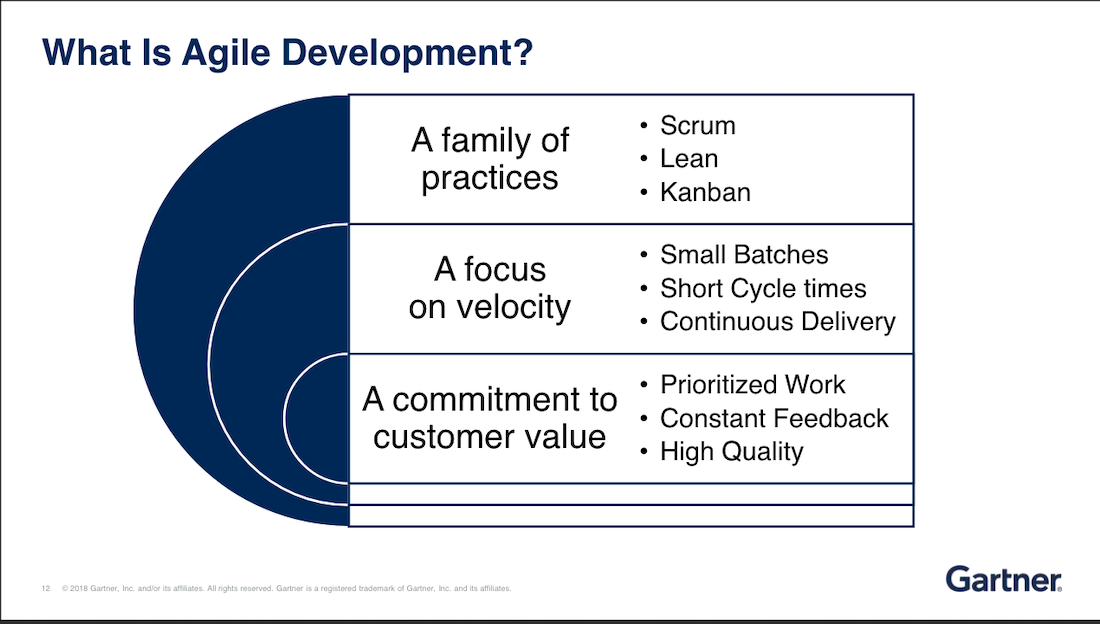 What Is Agile Development?
A family of
practices
• Scrum
• Lean
• Kanban
A focus
on velocity
• Small Batches
• Short Cycle times
• Continuous Delivery
A commitment to
customer value
• Prioritized Work
• Constant Feedback
• High Quality
12 © 2018 Gartner, Inc. and/or its affiliates. All rights reserved. Gartner is a registered trademark of Gartner, Inc. and its affiliates.
Gartner®